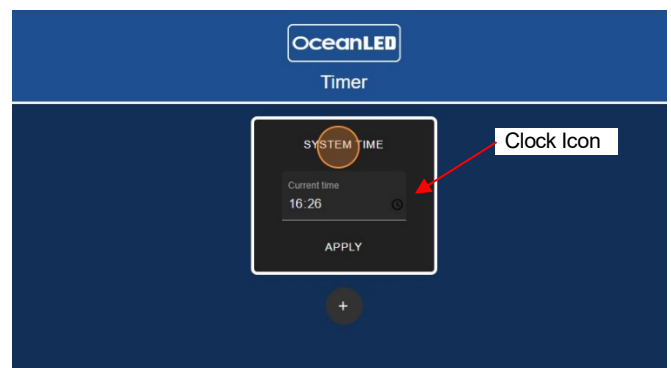 OceanLED
Timer
SYSTEM TIME
Clock Icon
Current time
16:26
APPLY
+